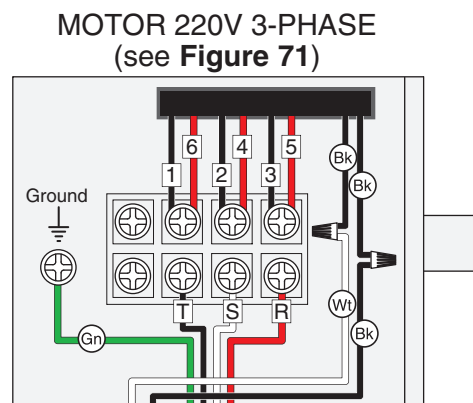 MOTOR 220V 3-PHASE
(see Figure 71)
6 4 5
1 2 3
Bk
Bk
Ground
T S R
Wt
Gn
Bk